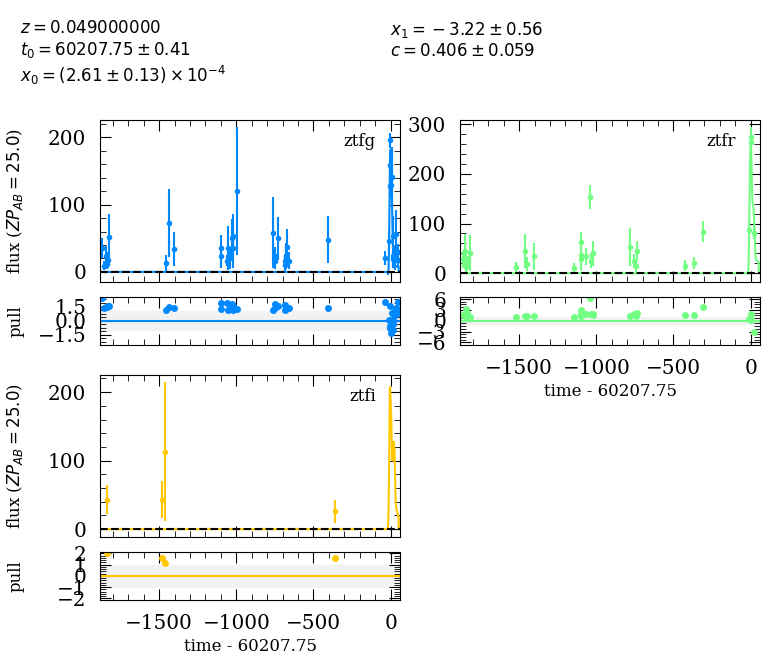 z = 0.049000000
t₀ = 60207.75 ± 0.41
x₀ = (2.61 ± 0.13) × 10⁻⁴
x₁ = −3.22 ± 0.56
c = 0.406 ± 0.059
ztfg
flux (ZP_AB = 25.0)
200
100
0
ztfr
300
200
100
0
pull
1.5
0.0
−1.5
6
3
0
−3
−6
−1500 −1000 −500 0
time - 60207.75
ztfi
flux (ZP_AB = 25.0)
200
100
0
pull
2
1
0
−1
−2
−1500 −1000 −500 0
time - 60207.75